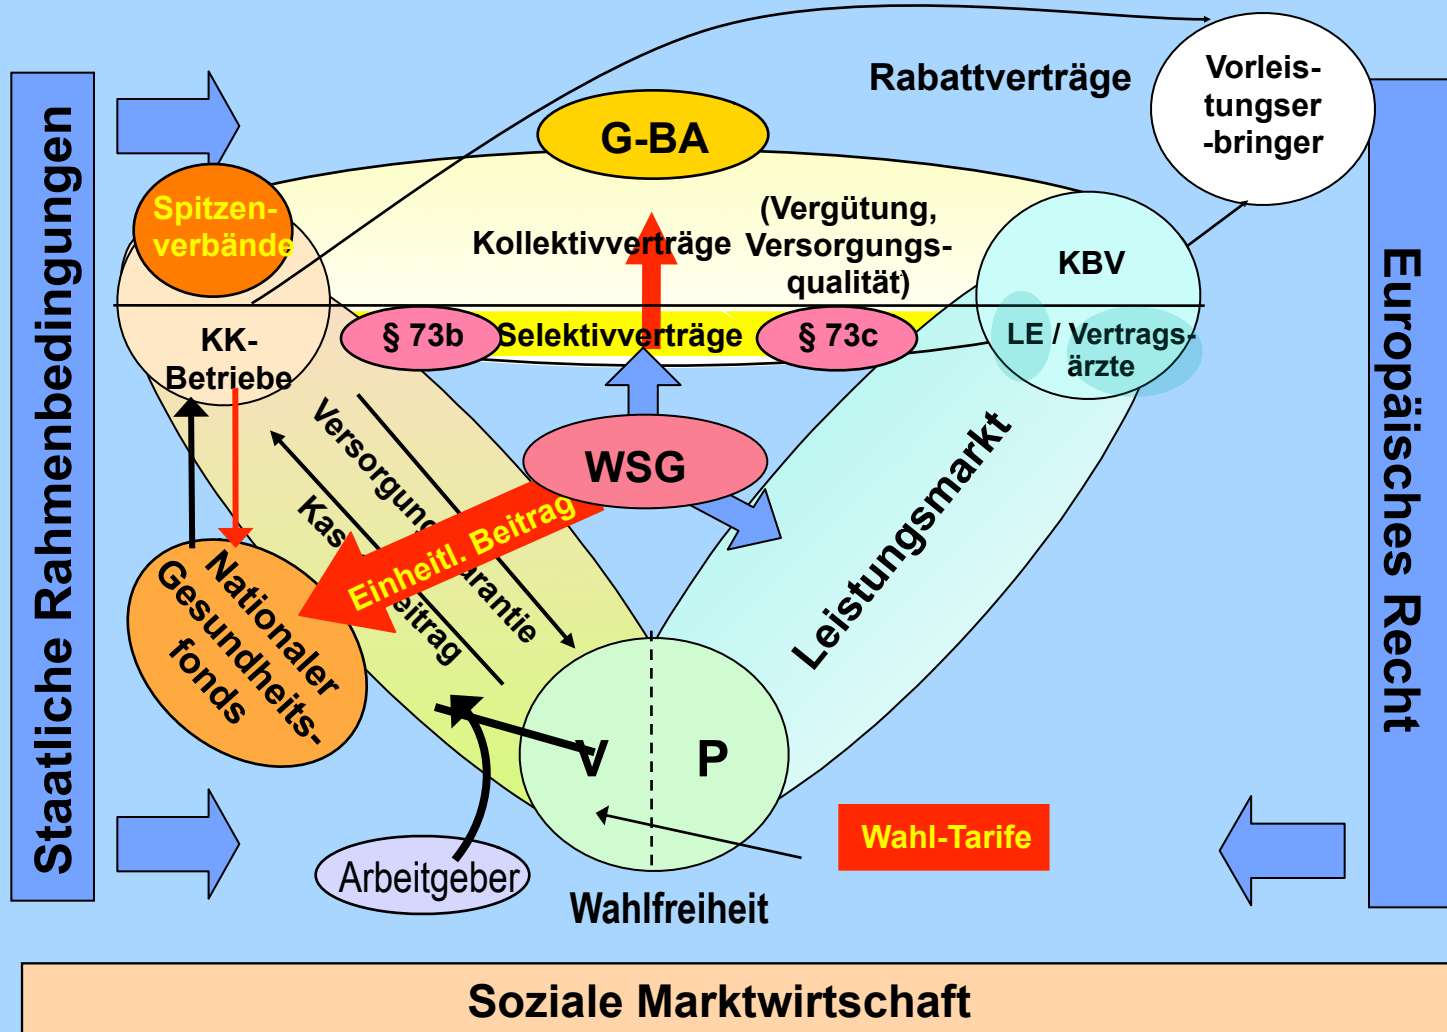 Staatliche Rahmenbedingungen
Rabattverträge
Vorleis-
tungser
-bringer
G-BA
Spitzen-
verbände
Kollektivverträge
(Vergütung,
Versorgungs-
qualität)
KBV
Europäisches Recht
KK-
Betriebe
§ 73b
Selektivverträge
§ 73c
LE / Vertrags-
ärzte
WSG
Einheitl. Beitrag
Leistungsmarkt
Nationaler
Gesundheits-
fonds
V
P
Wahl-Tarife
Arbeitgeber
Wahlfreiheit
Soziale Marktwirtschaft